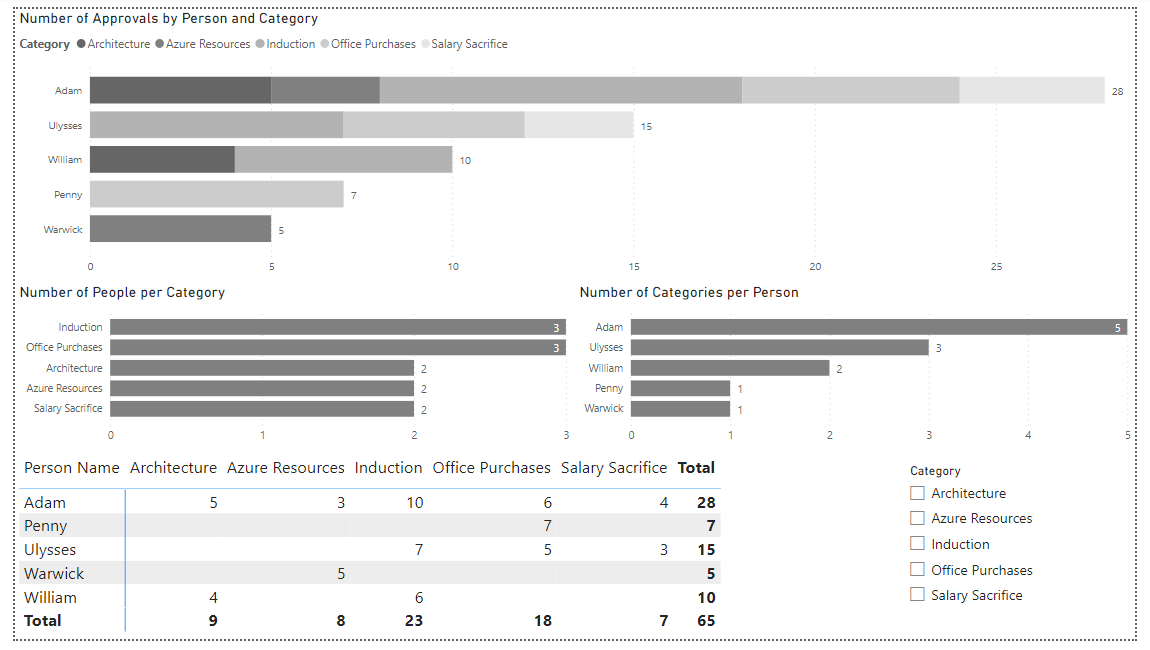 Number of Approvals by Person and Category
Category Architecture Azure Resources Induction Office Purchases Salary Sacrifice
Adam 28
Ulysses 15
William 10
Penny 7
Warwick 5
0 5 10 15 20 25
Number of People per Category
Induction 3
Office Purchases 3
Architecture 2
Azure Resources 2
Salary Sacrifice 2
0 1 2 3
Number of Categories per Person
Adam 5
Ulysses 3
William 2
Penny 1
Warwick 1
0 1 2 3 4 5
Person Name Architecture Azure Resources Induction Office Purchases Salary Sacrifice Total
Adam 5 3 10 6 4 28
Penny 7 7
Ulysses 7 5 3 15
Warwick 5 5
William 4 6 10
Total 9 8 23 18 7 65
Category
Architecture
Azure Resources
Induction
Office Purchases
Salary Sacrifice